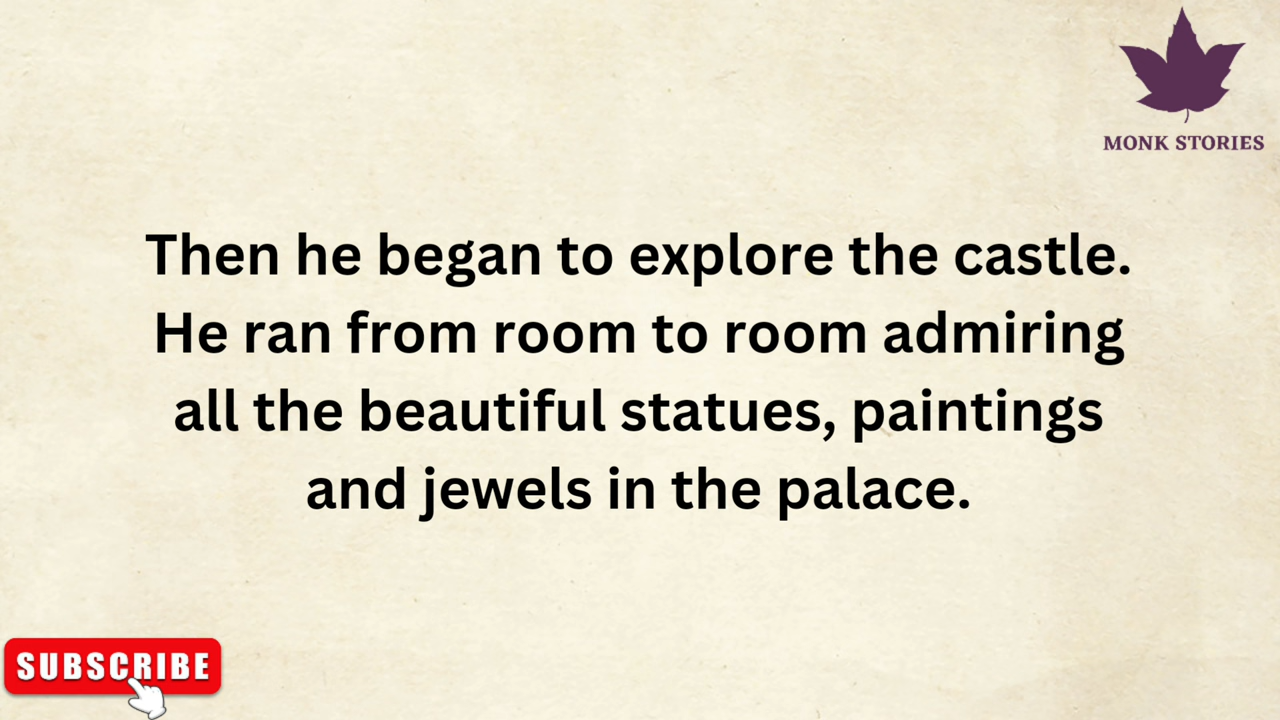 MONK STORIES
Then he began to explore the castle.
He ran from room to room admiring
all the beautiful statues, paintings
and jewels in the palace.
SUBSCRIBE